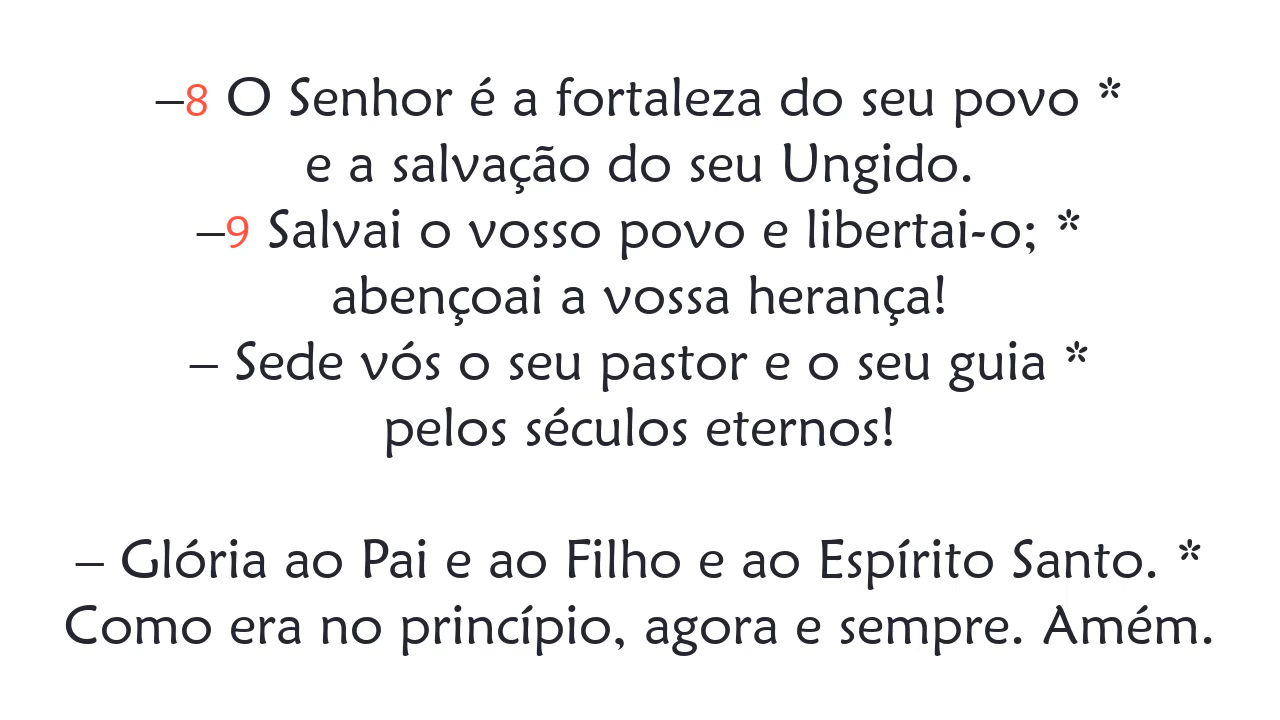 –8 O Senhor é a fortaleza do seu povo *
e a salvação do seu Ungido.
–9 Salvai o vosso povo e libertai-o; *
abençoai a vossa herança!
– Sede vós o seu pastor e o seu guia *
pelos séculos eternos!
– Glória ao Pai e ao Filho e ao Espírito Santo. *
Como era no princípio, agora e sempre. Amém.